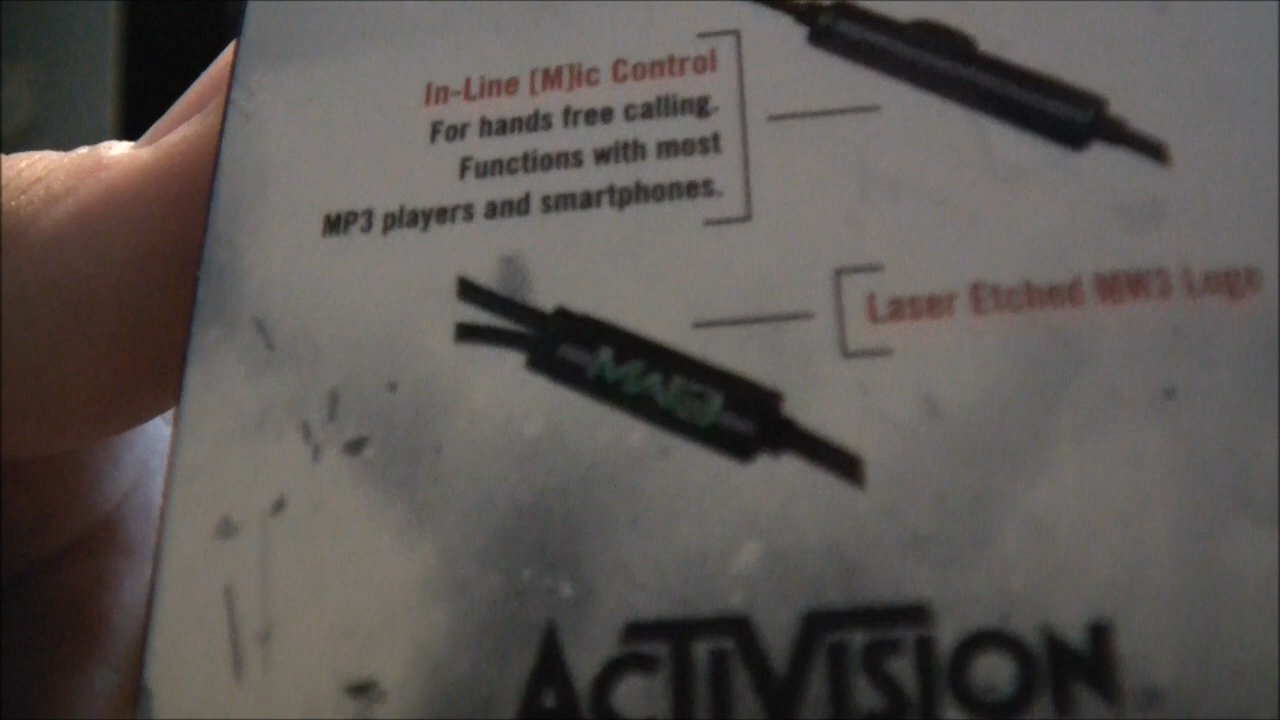 In-Line [M]ic Control
For hands free calling.
Functions with most
MP3 players and smartphones.
Laser Etched MW3 Logo
MW3
ACTIVISION